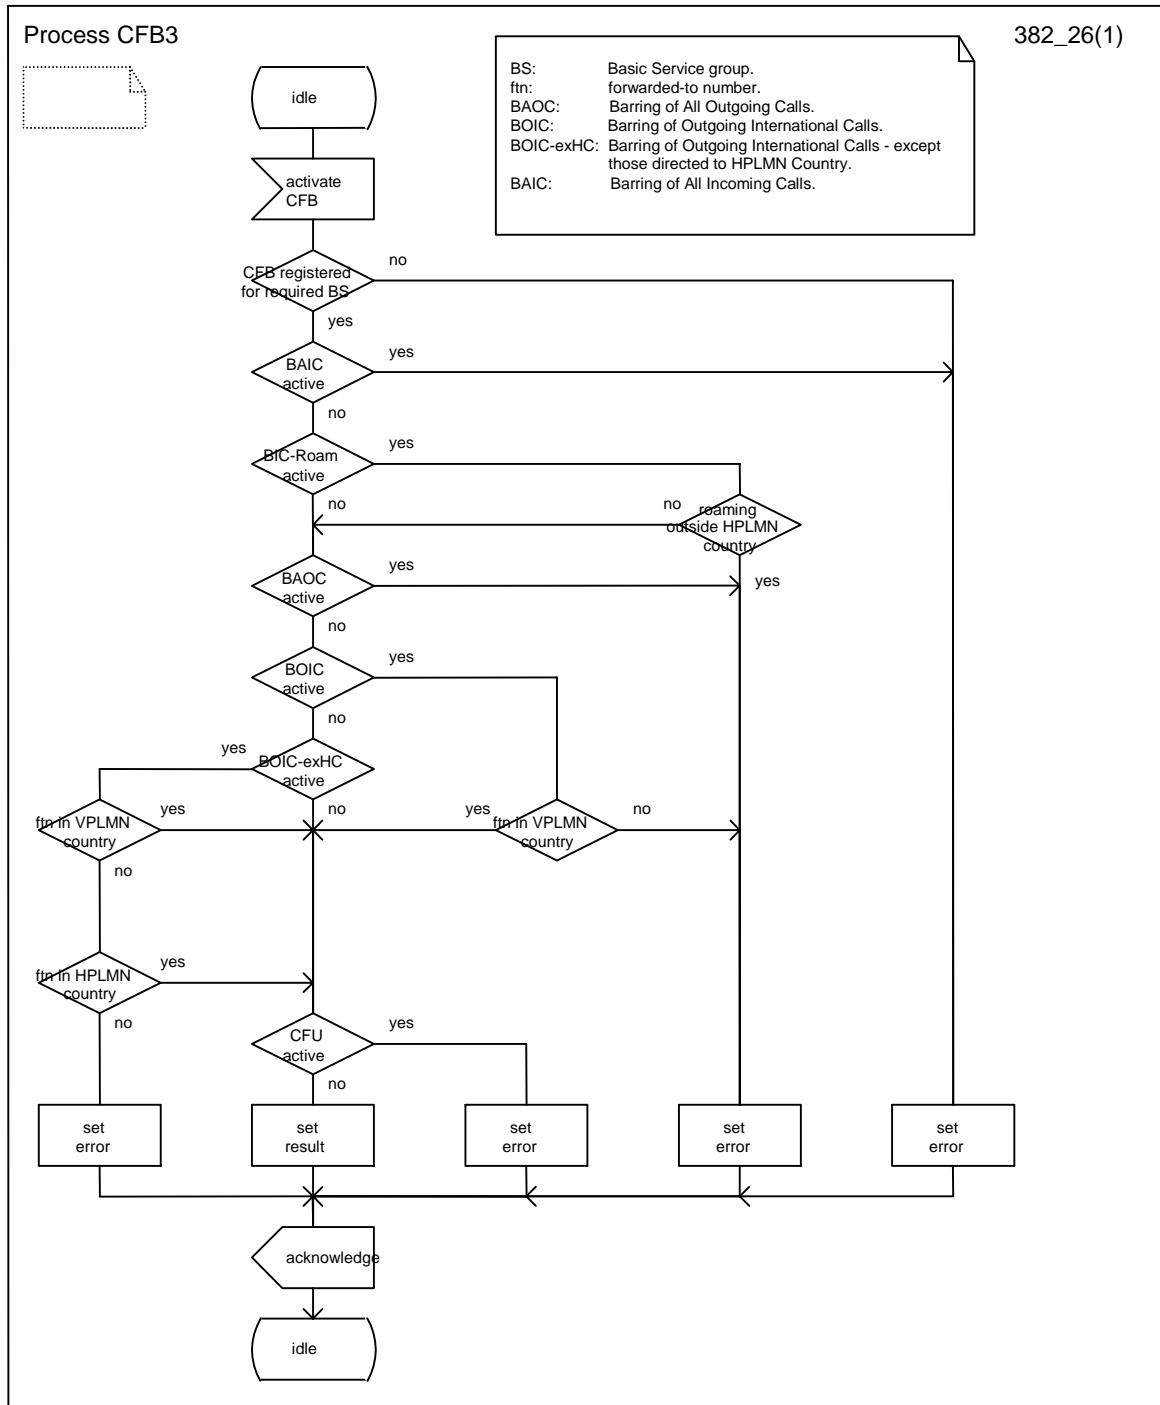 Process CFB3
382_26(1)
BS: Basic Service group.
ftn: forwarded-to number.
BAOC: Barring of All Outgoing Calls.
BOIC: Barring of Outgoing International Calls.
BOIC-exHC: Barring of Outgoing International Calls - except
those directed to HPLMN Country.
BAIC: Barring of All Incoming Calls.
idle
activate
CFB
CFB registered
for required BS
no
yes
BAIC
active
yes
no
BIC-Roam
active
yes
no
no
roaming
outside HPLMN
country
yes
BAOC
active
yes
no
BOIC
active
yes
no
yes
BOIC-exHC
active
no
ftn in VPLMN
country
yes
no
yes
ftn in VPLMN
country
no
ftn in HPLMN
country
yes
no
CFU
active
yes
no
set
error
set
result
set
error
set
error
set
error
acknowledge
idle